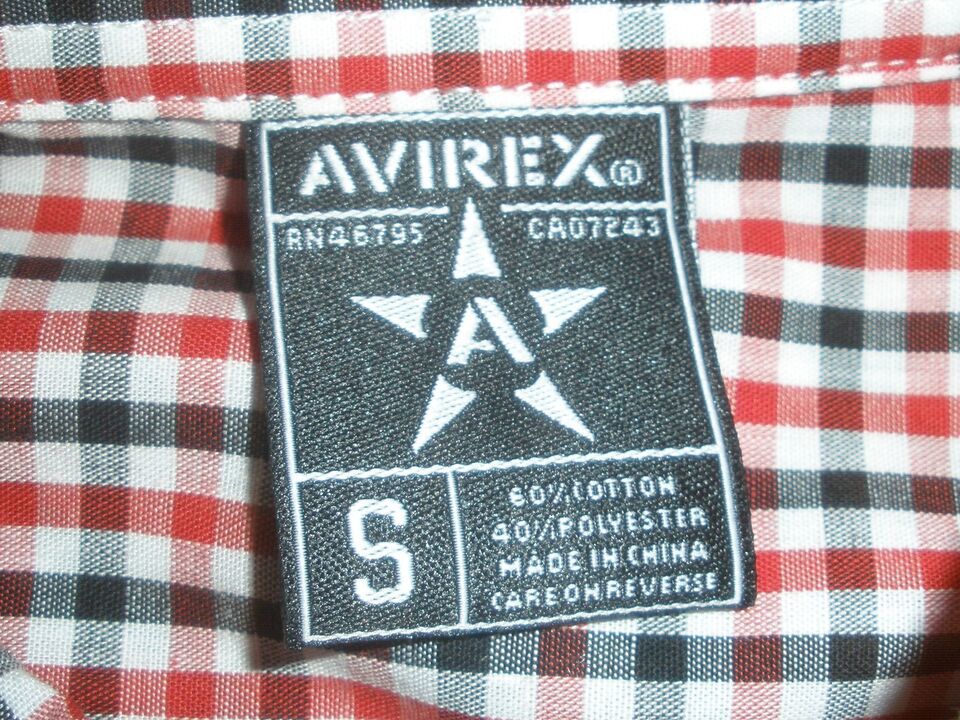 AVIREX®
RN46795 CA07243
A
S
60% COTTON
40% POLYESTER
MADE IN CHINA
CARE ON REVERSE